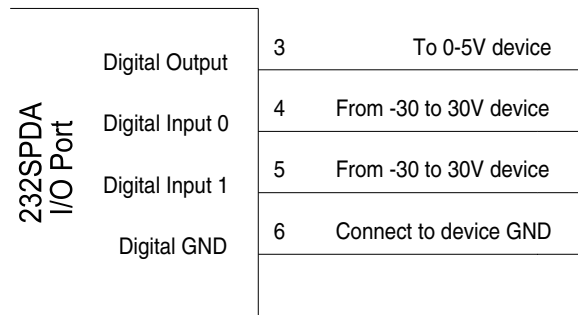 232SPDA
I/O Port
Digital Output 3 To 0-5V device
Digital Input 0 4 From -30 to 30V device
Digital Input 1 5 From -30 to 30V device
Digital GND 6 Connect to device GND